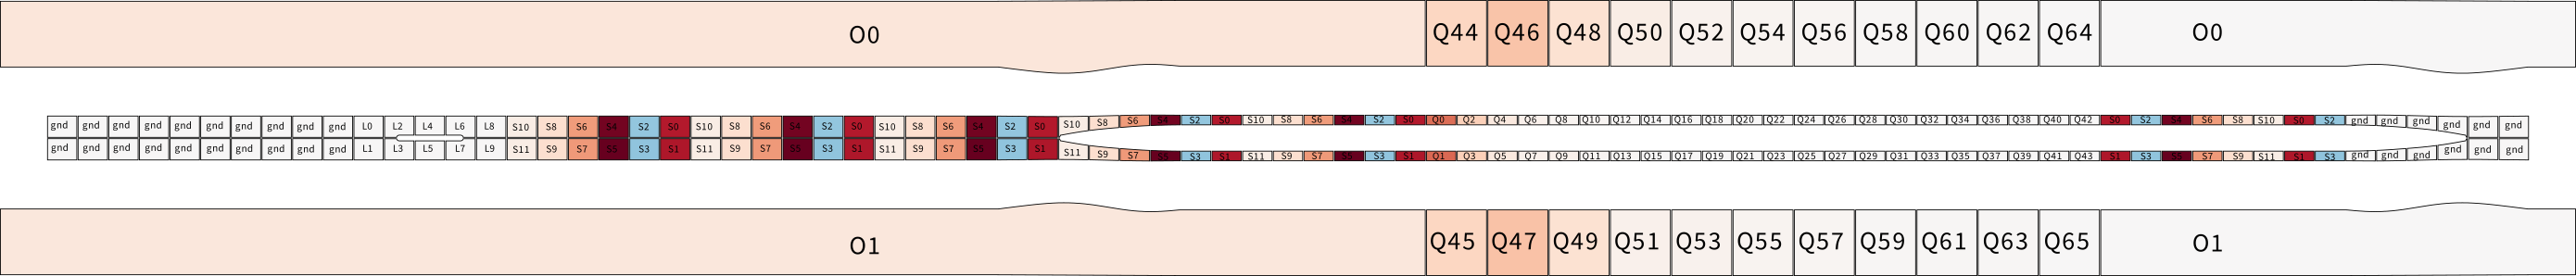 O0 Q44 Q46 Q48 Q50 Q52 Q54 Q56 Q58 Q60 Q62 Q64 O0
gnd gnd gnd gnd gnd gnd gnd gnd gnd gnd L0 L2 L4 L6 L8 S10 S8 S6 S4 S2 S0 S10 S8 S6 S4 S2 S0 S10 S8 S6 S4 S2 S0 S10 S8 S6 S4 S2 S0 S10 S8 S6 S4 S2 S0 Q0 Q2 Q4 Q6 Q8 Q10 Q12 Q14 Q16 Q18 Q20 Q22 Q24 Q26 Q28 Q30 Q32 Q34 Q36 Q38 Q40 Q42 S0 S2 S4 S6 S8 S10 S0 S2 gnd gnd gnd gnd gnd gnd
gnd gnd gnd gnd gnd gnd gnd gnd gnd gnd L1 L3 L5 L7 L9 S11 S9 S7 S5 S3 S1 S11 S9 S7 S5 S3 S1 S11 S9 S7 S5 S3 S1 S11 S9 S7 S5 S3 S1 S11 S9 S7 S5 S3 S1 Q1 Q3 Q5 Q7 Q9 Q11 Q13 Q15 Q17 Q19 Q21 Q23 Q25 Q27 Q29 Q31 Q33 Q35 Q37 Q39 Q41 Q43 S1 S3 S5 S7 S9 S11 S1 S3 gnd gnd gnd gnd gnd gnd
O1 Q45 Q47 Q49 Q51 Q53 Q55 Q57 Q59 Q61 Q63 Q65 O1